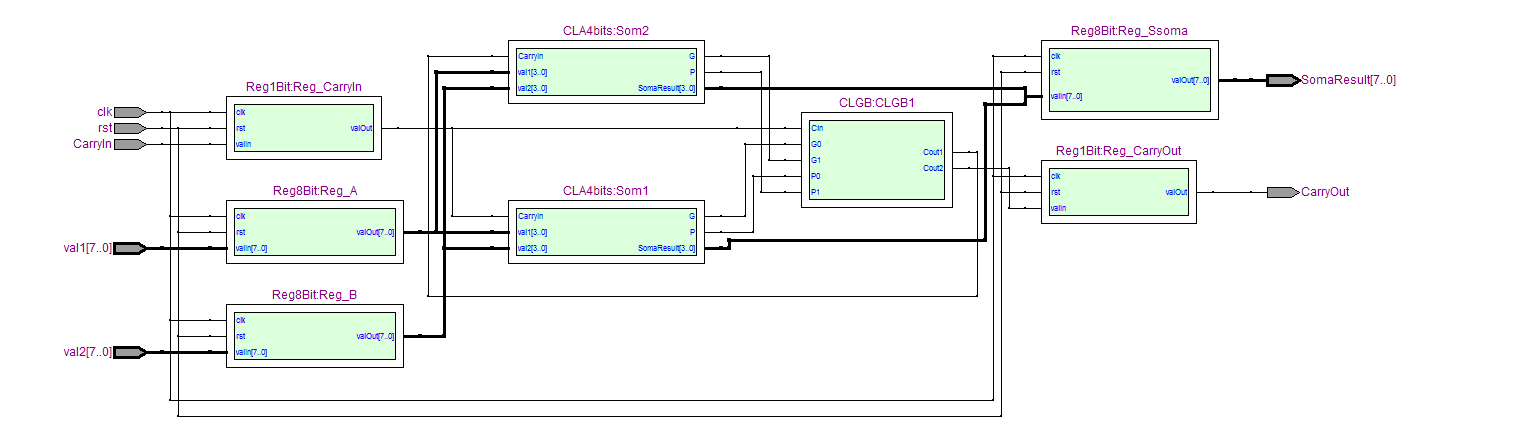 clk
rst
CarryIn
val1[7..0]
val2[7..0]
Reg1Bit:Reg_CarryIn
clk
rst
valIn
valOut
Reg8Bit:Reg_A
clk
rst
valIn[7..0]
valOut[7..0]
Reg8Bit:Reg_B
clk
rst
valIn[7..0]
valOut[7..0]
CLA4bits:Som2
CarryIn
val1[3..0]
val2[3..0]
G
P
SomaResult[3..0]
CLA4bits:Som1
CarryIn
val1[3..0]
val2[3..0]
G
P
SomaResult[3..0]
CLGB:CLGB1
CIn
G0
G1
P0
P1
Cout1
Cout2
Reg8Bit:Reg_Ssoma
clk
rst
valIn[7..0]
valOut[7..0]
Reg1Bit:Reg_CarryOut
clk
rst
valIn
valOut
SomaResult[7..0]
CarryOut